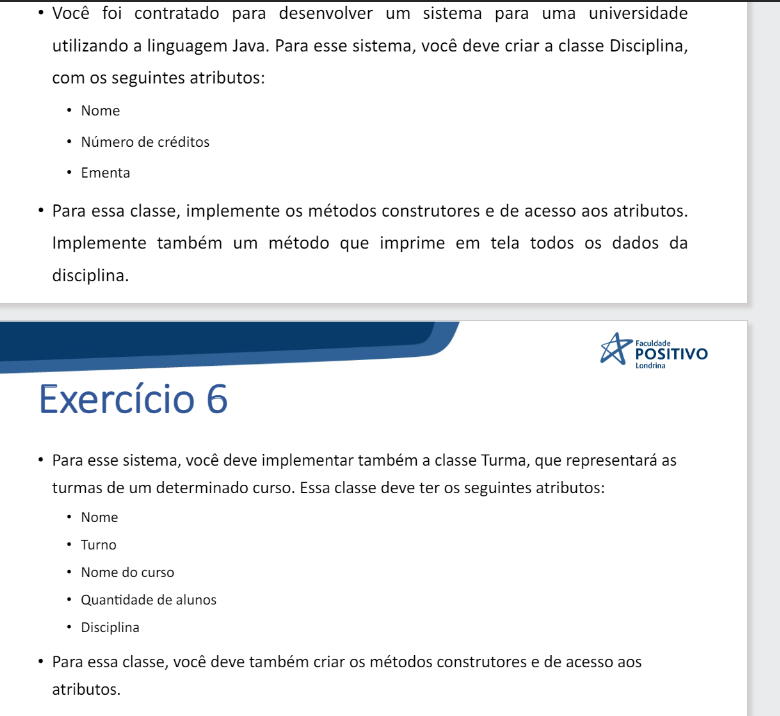 • Você foi contratado para desenvolver um sistema para uma universidade
utilizando a linguagem Java. Para esse sistema, você deve criar a classe Disciplina,
com os seguintes atributos:
• Nome
• Número de créditos
• Ementa
• Para essa classe, implemente os métodos construtores e de acesso aos atributos.
Implemente também um método que imprime em tela todos os dados da
disciplina.
Faculdade
POSITIVO
Londrina
Exercício 6
• Para esse sistema, você deve implementar também a classe Turma, que representará as
turmas de um determinado curso. Essa classe deve ter os seguintes atributos:
• Nome
• Turno
• Nome do curso
• Quantidade de alunos
• Disciplina
• Para essa classe, você deve também criar os métodos construtores e de acesso aos
atributos.